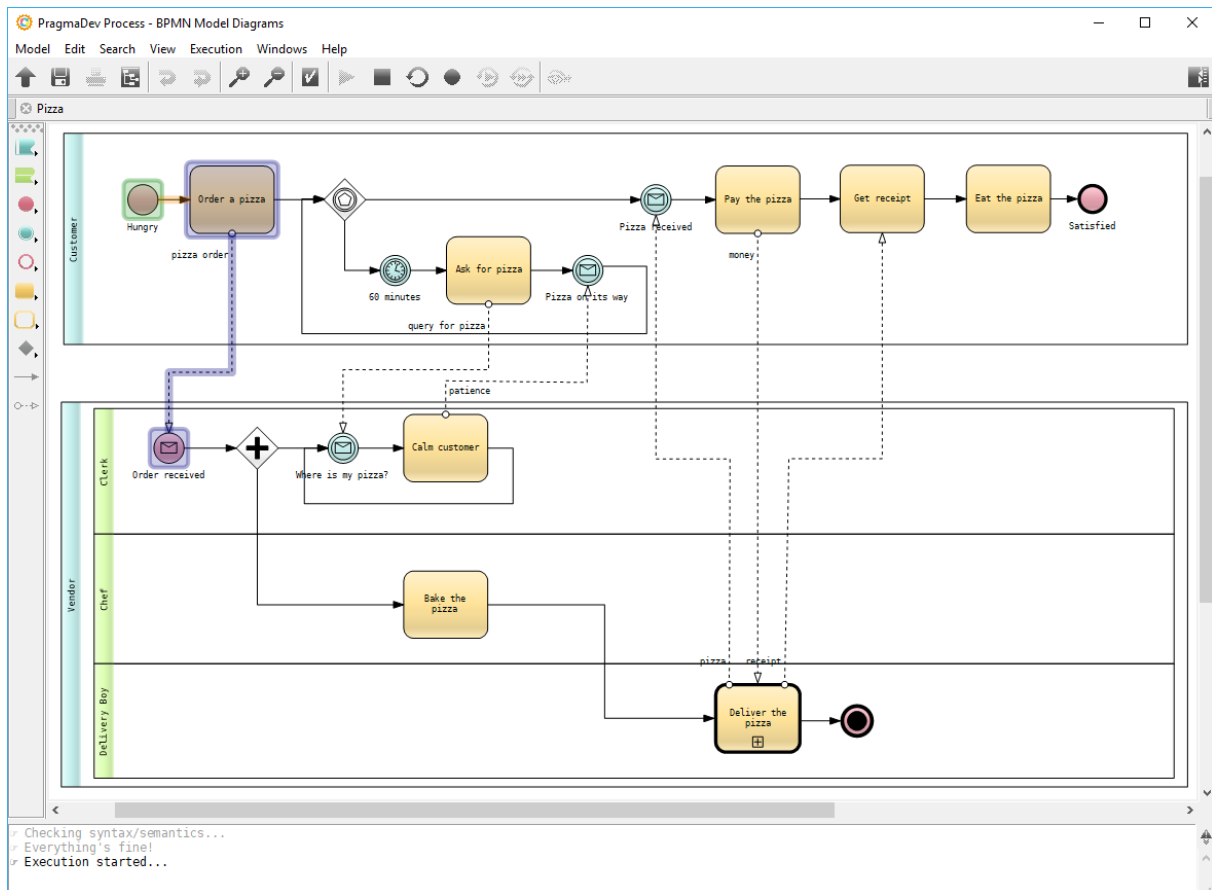 PragmaDev Process - BPMN Model Diagrams
Model Edit Search View Execution Windows Help
Pizza
Customer
Hungry
Order a pizza
pizza order
60 minutes
Ask for pizza
query for pizza
Pizza on its way
Pizza received
Pay the pizza
money
Get receipt
Eat the pizza
Satisfied
patience
Vendor
Clerk
Order received
Where is my pizza?
Calm customer
Chef
Bake the
pizza
Delivery Boy
pizza
receipt
Deliver the
pizza
Checking syntax/semantics...
Everything's fine!
Execution started...